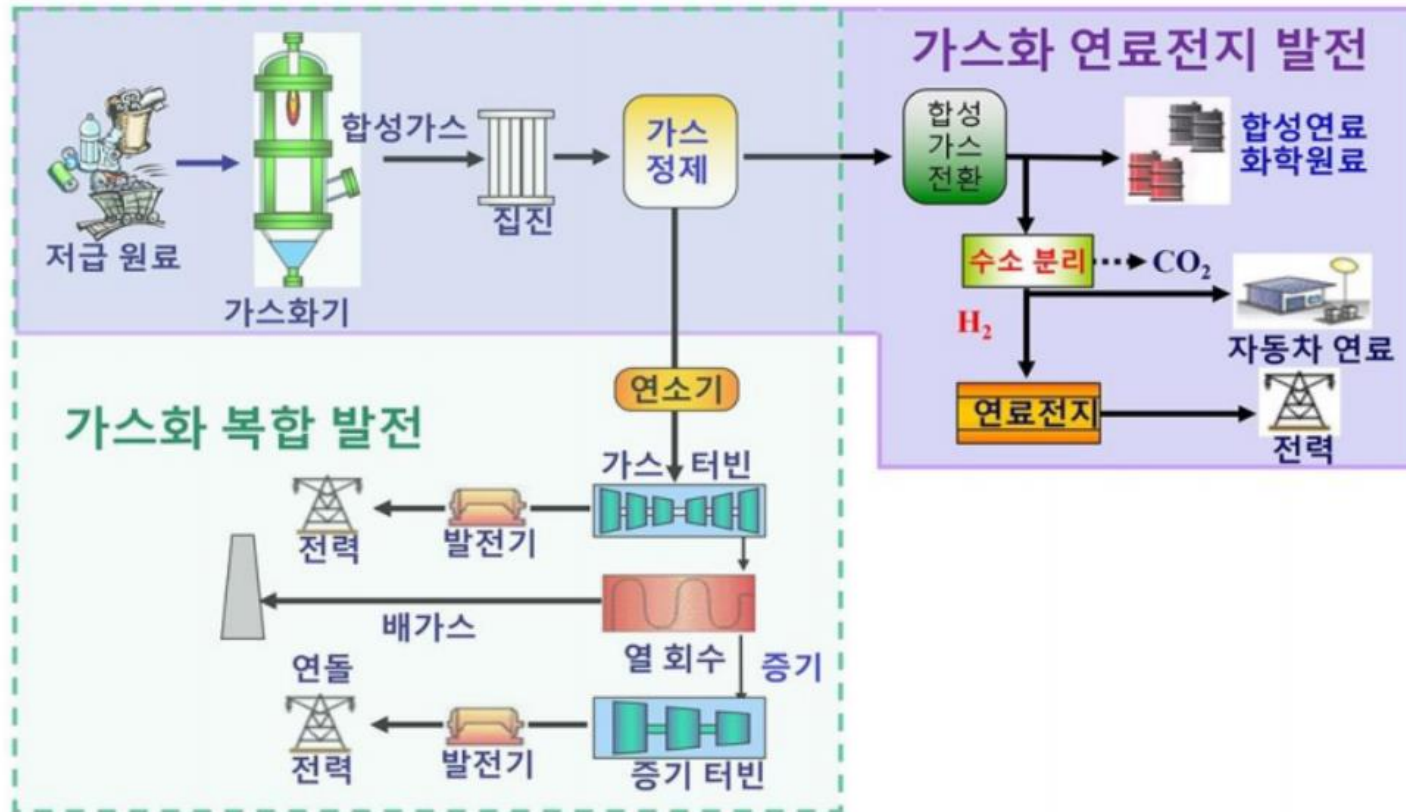 가스화 연료전지 발전
저급 원료
가스화기
합성가스
집진
가스
정제
합성
가스
전환
합성연료
화학원료
수소 분리
CO₂
H₂
자동차 연료
연료전지
전력
가스화 복합 발전
연소기
가스 터빈
발전기
전력
열 회수
배가스
연돌
증기
증기 터빈
발전기
전력